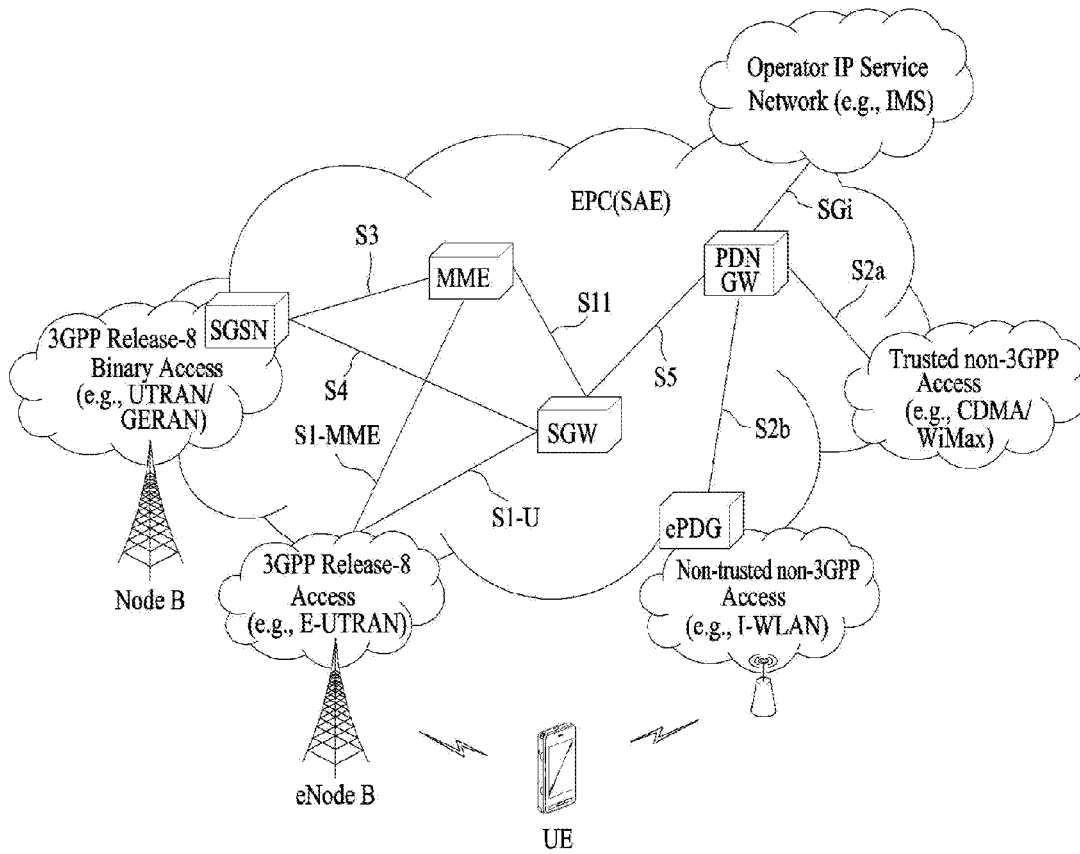 Operator IP Service
Network (e.g., IMS)
EPC(SAE)
SGi
S3
MME
PDN
GW
S2a
SGSN
S11
3GPP Release-8
Binary Access
(e.g., UTRAN/
GERAN)
S4
S5
Trusted non-3GPP
Access
(e.g., CDMA/
WiMax)
S1-MME
SGW
S2b
S1-U
ePDG
Node B
3GPP Release-8
Access
(e.g., E-UTRAN)
Non-trusted non-3GPP
Access
(e.g., I-WLAN)
eNode B
UE